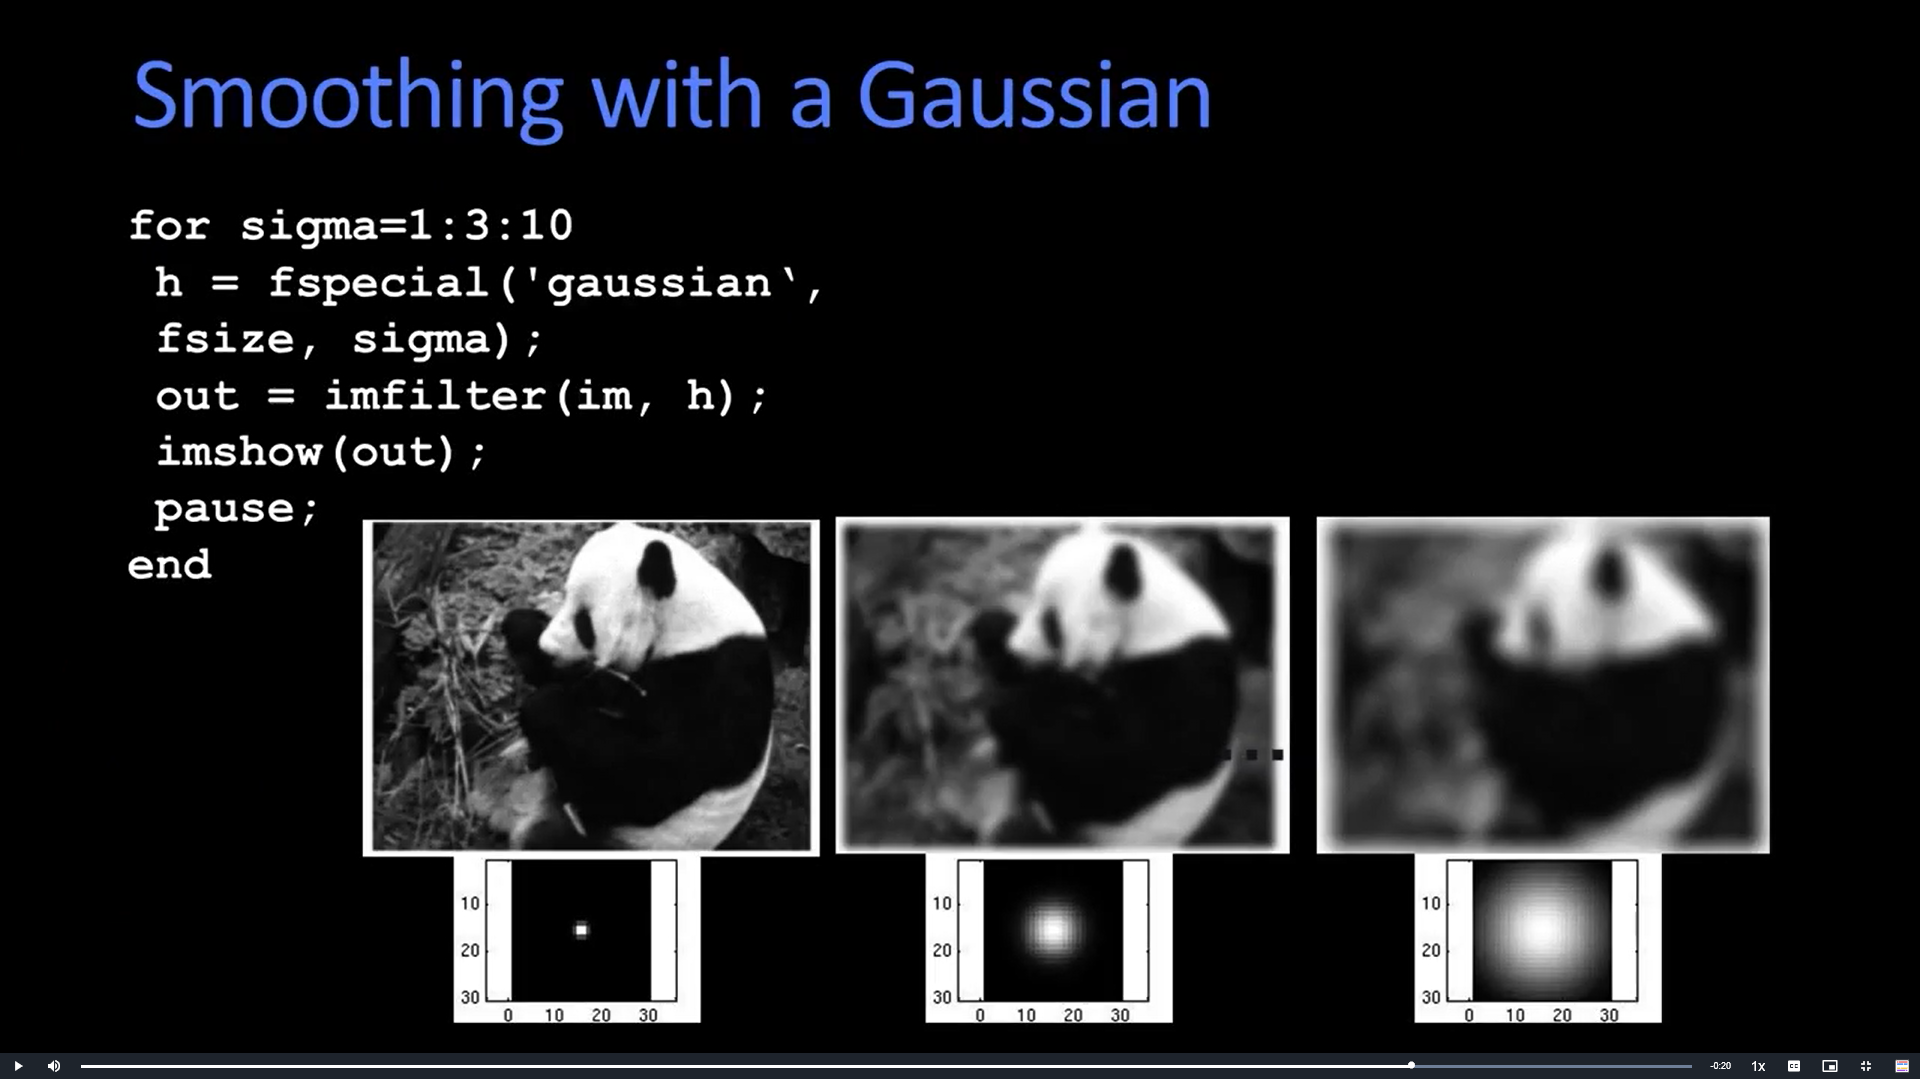 Smoothing with a Gaussian
for sigma=1:3:10
h = fspecial('gaussian‘,
fsize, sigma);
out = imfilter(im, h);
imshow(out);
pause;
end
...
10
20
30
0 10 20 30
10
20
30
0 10 20 30
10
20
30
0 10 20 30
-0:20 1x